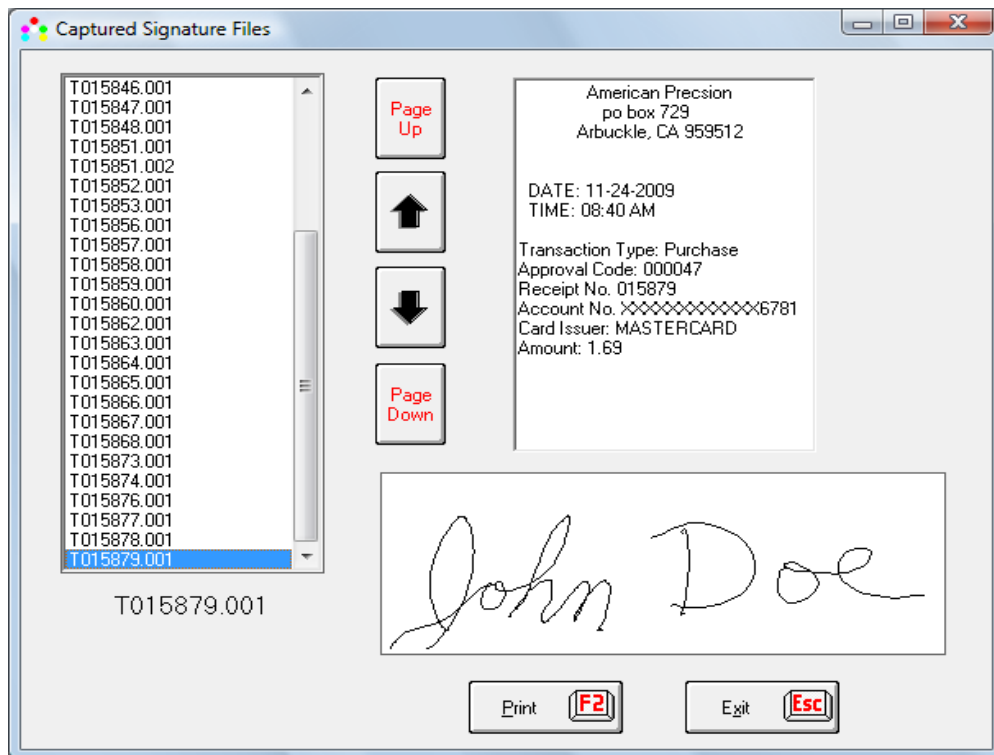 Captured Signature Files
T015846.001
T015847.001
T015848.001
T015851.001
T015851.002
T015852.001
T015853.001
T015856.001
T015857.001
T015858.001
T015859.001
T015860.001
T015862.001
T015863.001
T015864.001
T015865.001
T015866.001
T015867.001
T015868.001
T015873.001
T015874.001
T015876.001
T015877.001
T015878.001
T015879.001
T015879.001
Page
Up
Page
Down
American Precsion
po box 729
Arbuckle, CA 959512
DATE: 11-24-2009
TIME: 08:40 AM
Transaction Type: Purchase
Approval Code: 000047
Receipt No. 015879
Account No. XXXXXXXXXXXX6781
Card Issuer: MASTERCARD
Amount: 1.69
John Doe
Print F2
Exit Esc